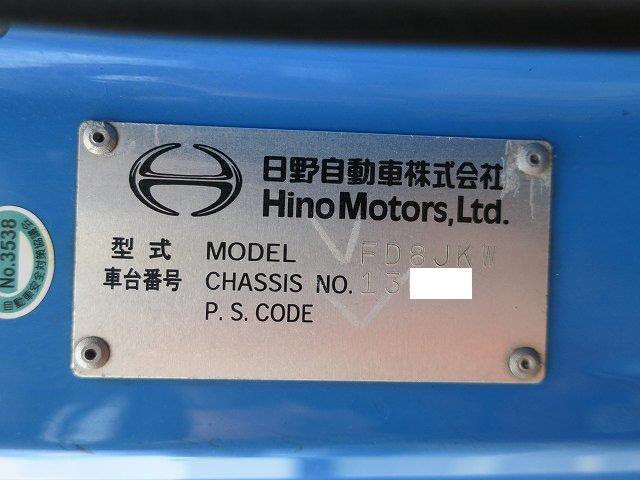 日野自動車株式会社
Hino Motors, Ltd.
型式 MODEL FD8JKW
車台番号 CHASSIS NO. 13
P. S. CODE
No.3538